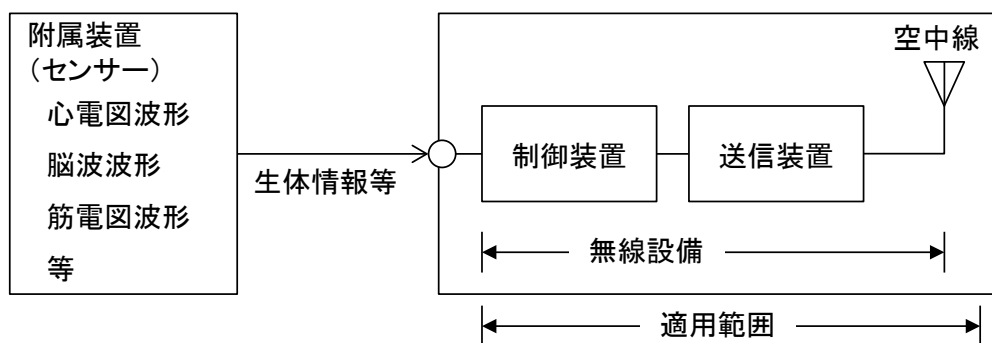 附属装置
（センサー）
心電図波形
脳波波形
筋電図波形
等
生体情報等
空中線
制御装置
送信装置
無線設備
適用範囲